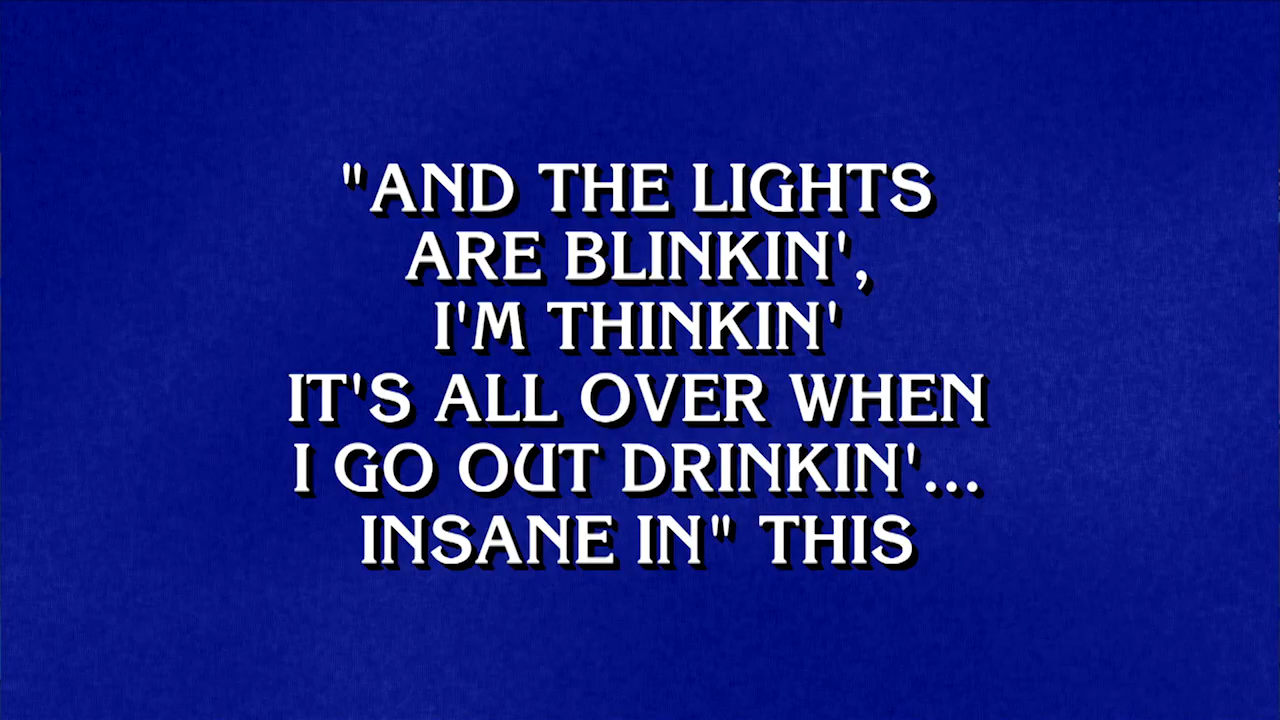 "AND THE LIGHTS
ARE BLINKIN',
I'M THINKIN'
IT'S ALL OVER WHEN
I GO OUT DRINKIN'...
INSANE IN" THIS